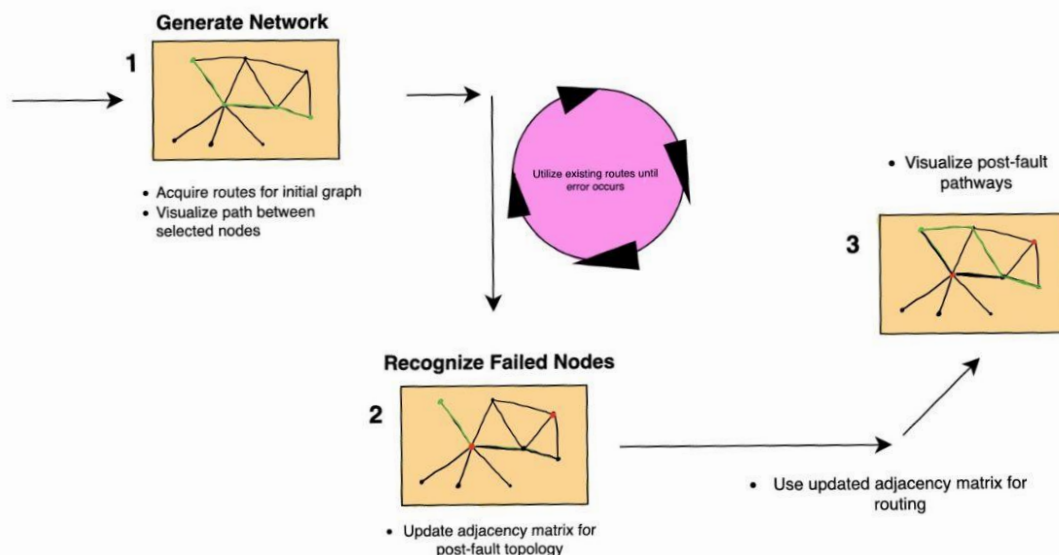 Generate Network
1
• Acquire routes for initial graph
• Visualize path between
selected nodes
Utilize existing routes until
error occurs
Recognize Failed Nodes
2
• Update adjacency matrix for
post-fault topology
• Use updated adjacency matrix for
routing
• Visualize post-fault
pathways
3